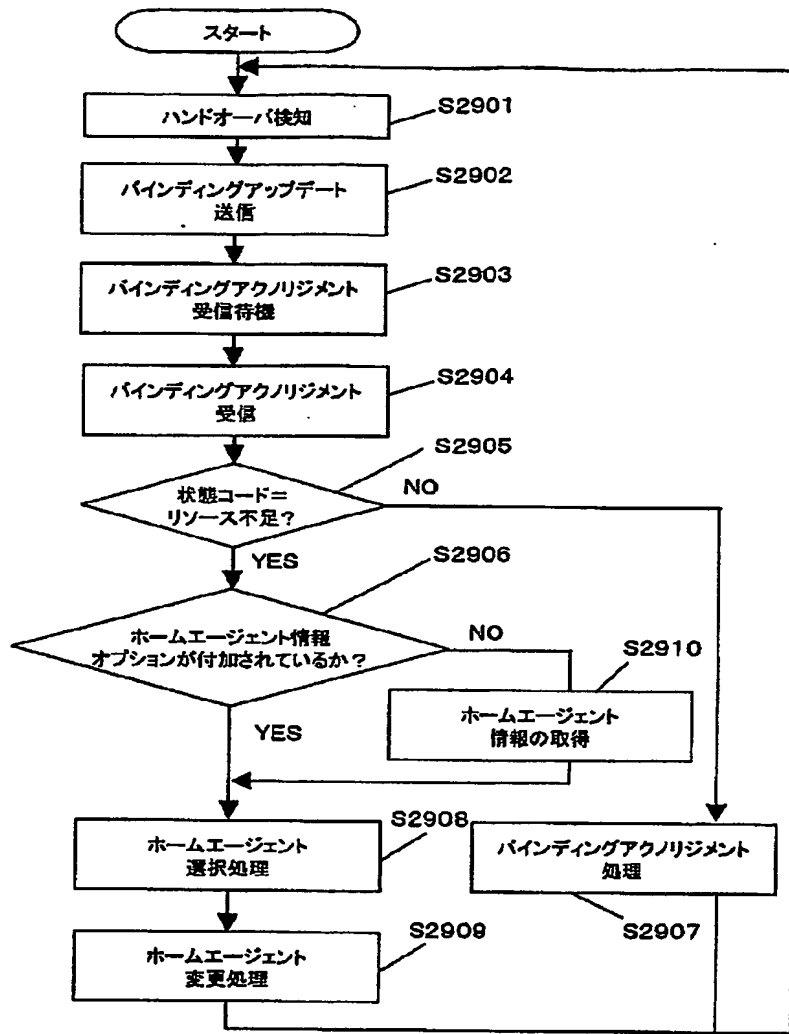 スタート
ハンドオーバ検知
S2901
バインディングアップデート
送信
S2902
バインディングアクノリジメント
受信待機
S2903
バインディングアクノリジメント
受信
S2904
状態コード=
リソース不足?
S2905
NO
YES
ホームエージェント情報
オプションが付加されているか?
S2906
NO
YES
ホームエージェント
情報の取得
S2910
ホームエージェント
選択処理
S2908
バインディングアクノリジメント
処理
S2907
ホームエージェント
変更処理
S2909